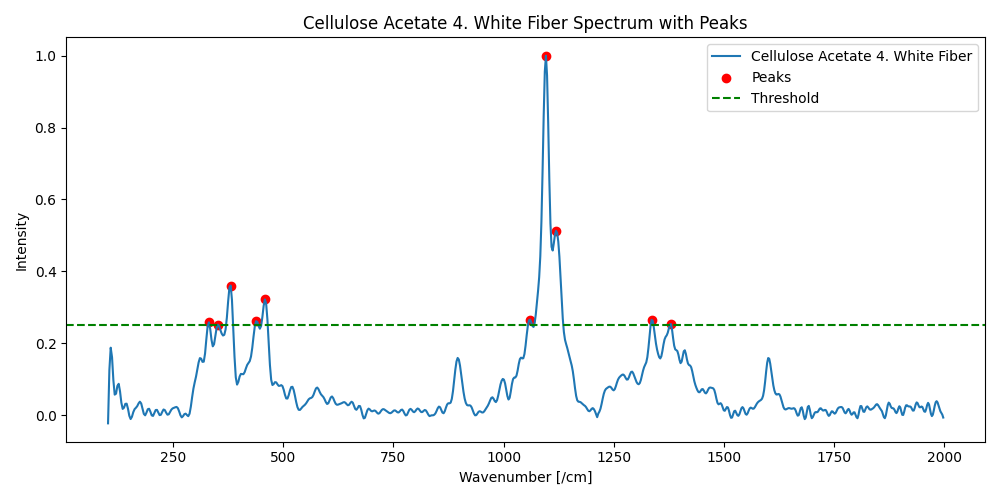 Cellulose Acetate 4. White Fiber Spectrum with Peaks
Cellulose Acetate 4. White Fiber
Peaks
Threshold
Intensity
1.0
0.8
0.6
0.4
0.2
0.0
250 500 750 1000 1250 1500 1750 2000
Wavenumber [/cm]